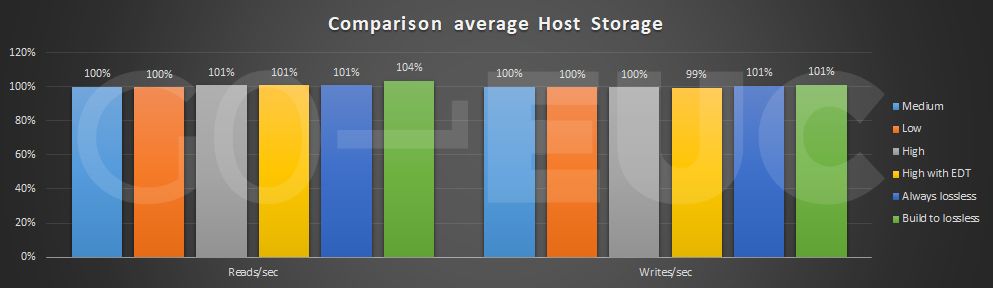 Comparison average Host Storage
120%
100%
80%
60%
40%
20%
0%
100%
100%
101%
101%
101%
104%
100%
100%
100%
99%
101%
101%
Reads/sec
Writes/sec
Medium
Low
High
High with EDT
Always lossless
Build to lossless
GO-EUC